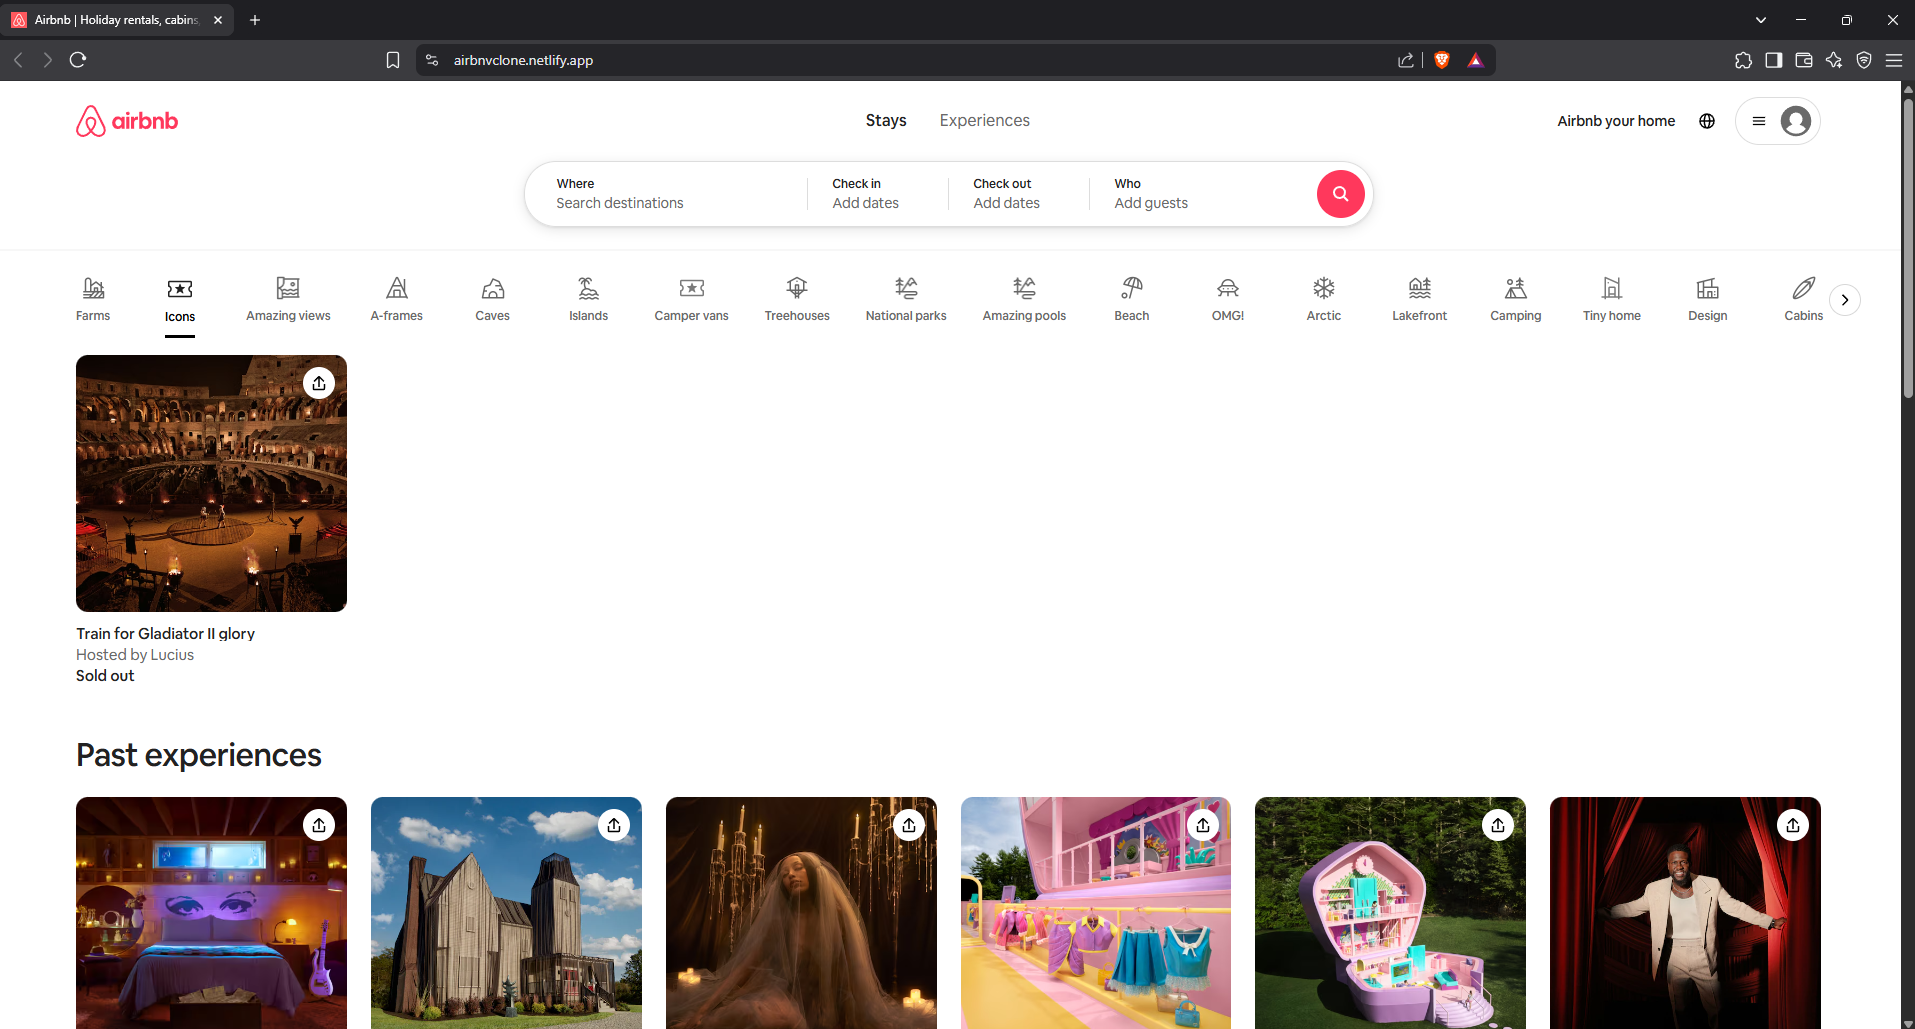 Airbnb | Holiday rentals, cabins,
airbnvclone.netlify.app
airbnb
Stays
Experiences
Airbnb your home
Where
Search destinations
Check in
Add dates
Check out
Add dates
Who
Add guests
Farms
Icons
Amazing views
A-frames
Caves
Islands
Camper vans
Treehouses
National parks
Amazing pools
Beach
OMG!
Arctic
Lakefront
Camping
Tiny home
Design
Cabins
Train for Gladiator II glory
Hosted by Lucius
Sold out
Past experiences